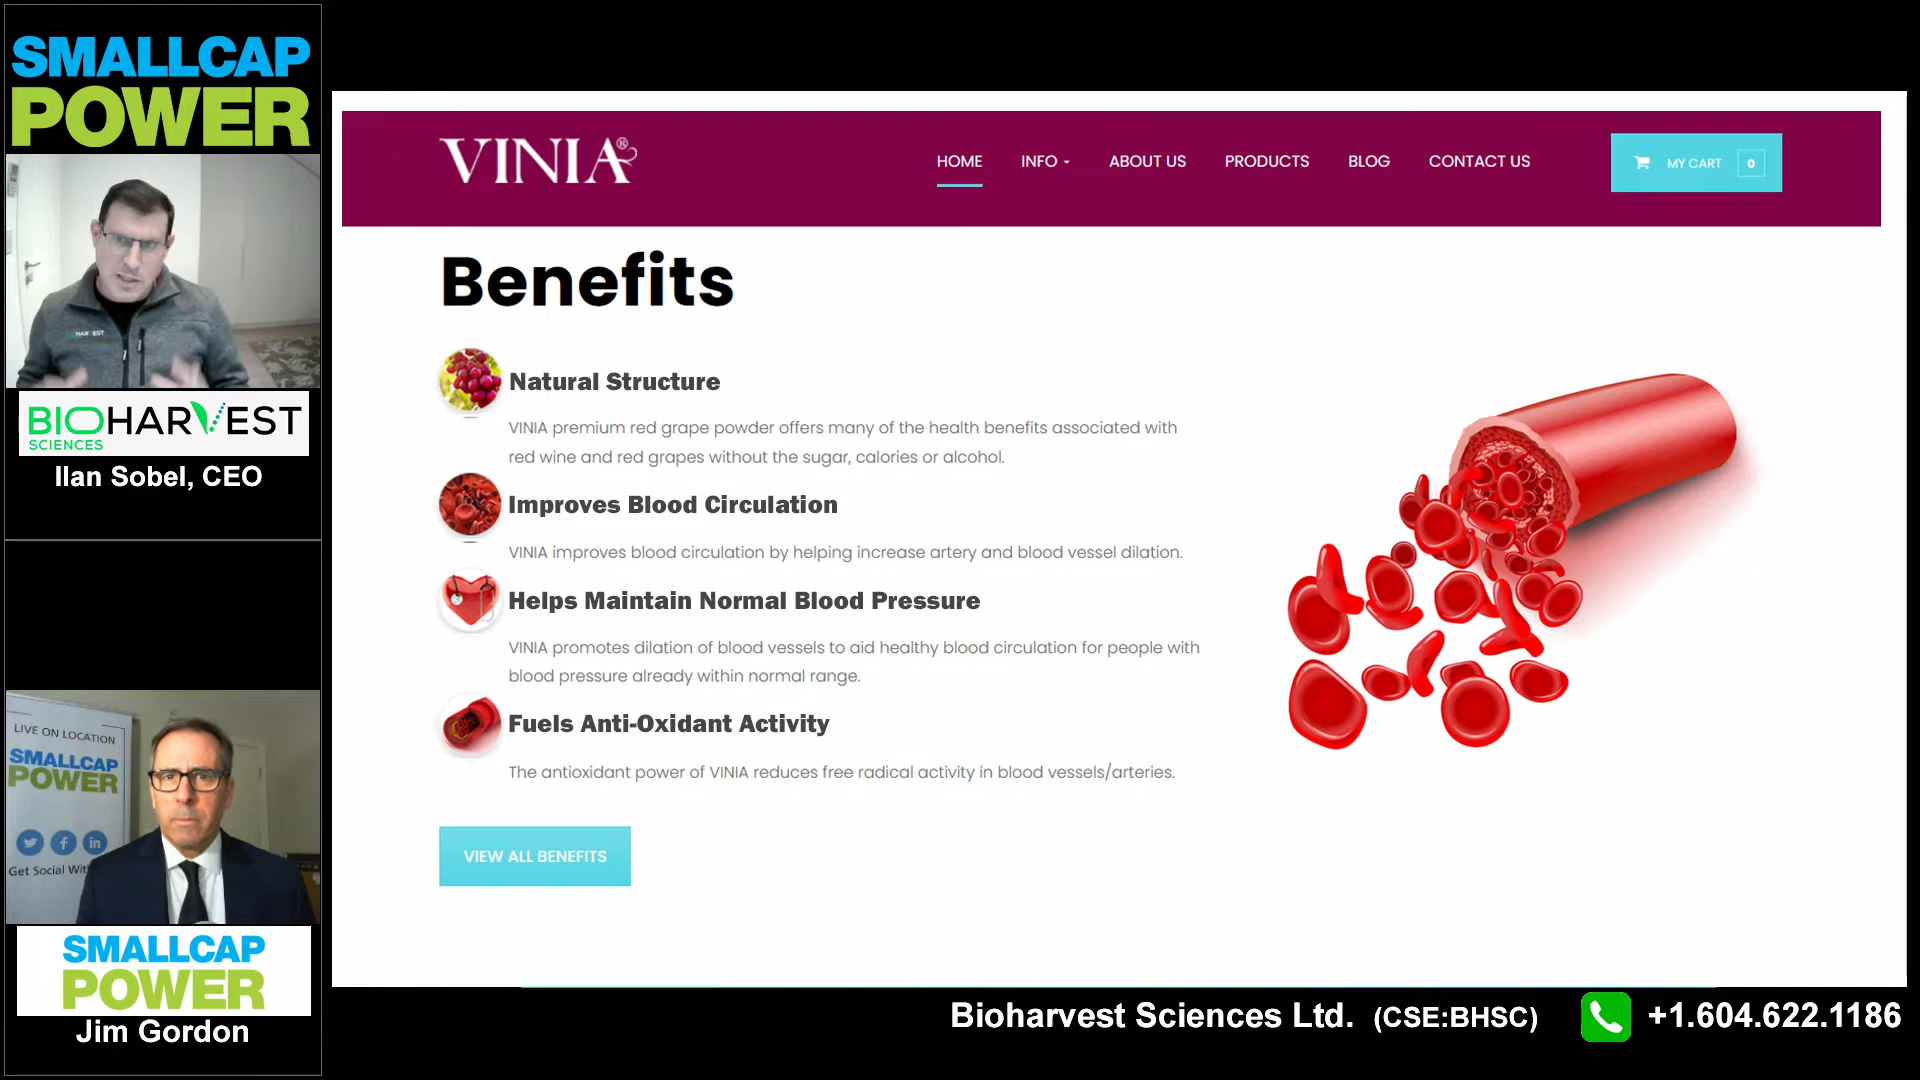 SMALLCAP
POWER
BIOHARVEST
SCIENCES
Ilan Sobel, CEO
LIVE ON LOCATION
SMALLCAP
POWER
Get Social Wit
SMALLCAP
POWER
Jim Gordon
VINIA®
HOME
INFO
ABOUT US
PRODUCTS
BLOG
CONTACT US
MY CART 0
Benefits
Natural Structure
VINIA premium red grape powder offers many of the health benefits associated with
red wine and red grapes without the sugar, calories or alcohol.
Improves Blood Circulation
VINIA improves blood circulation by helping increase artery and blood vessel dilation.
Helps Maintain Normal Blood Pressure
VINIA promotes dilation of blood vessels to aid healthy blood circulation for people with
blood pressure already within normal range.
Fuels Anti-Oxidant Activity
The antioxidant power of VINIA reduces free radical activity in blood vessels/arteries.
VIEW ALL BENEFITS
Bioharvest Sciences Ltd. (CSE:BHSC) +1.604.622.1186